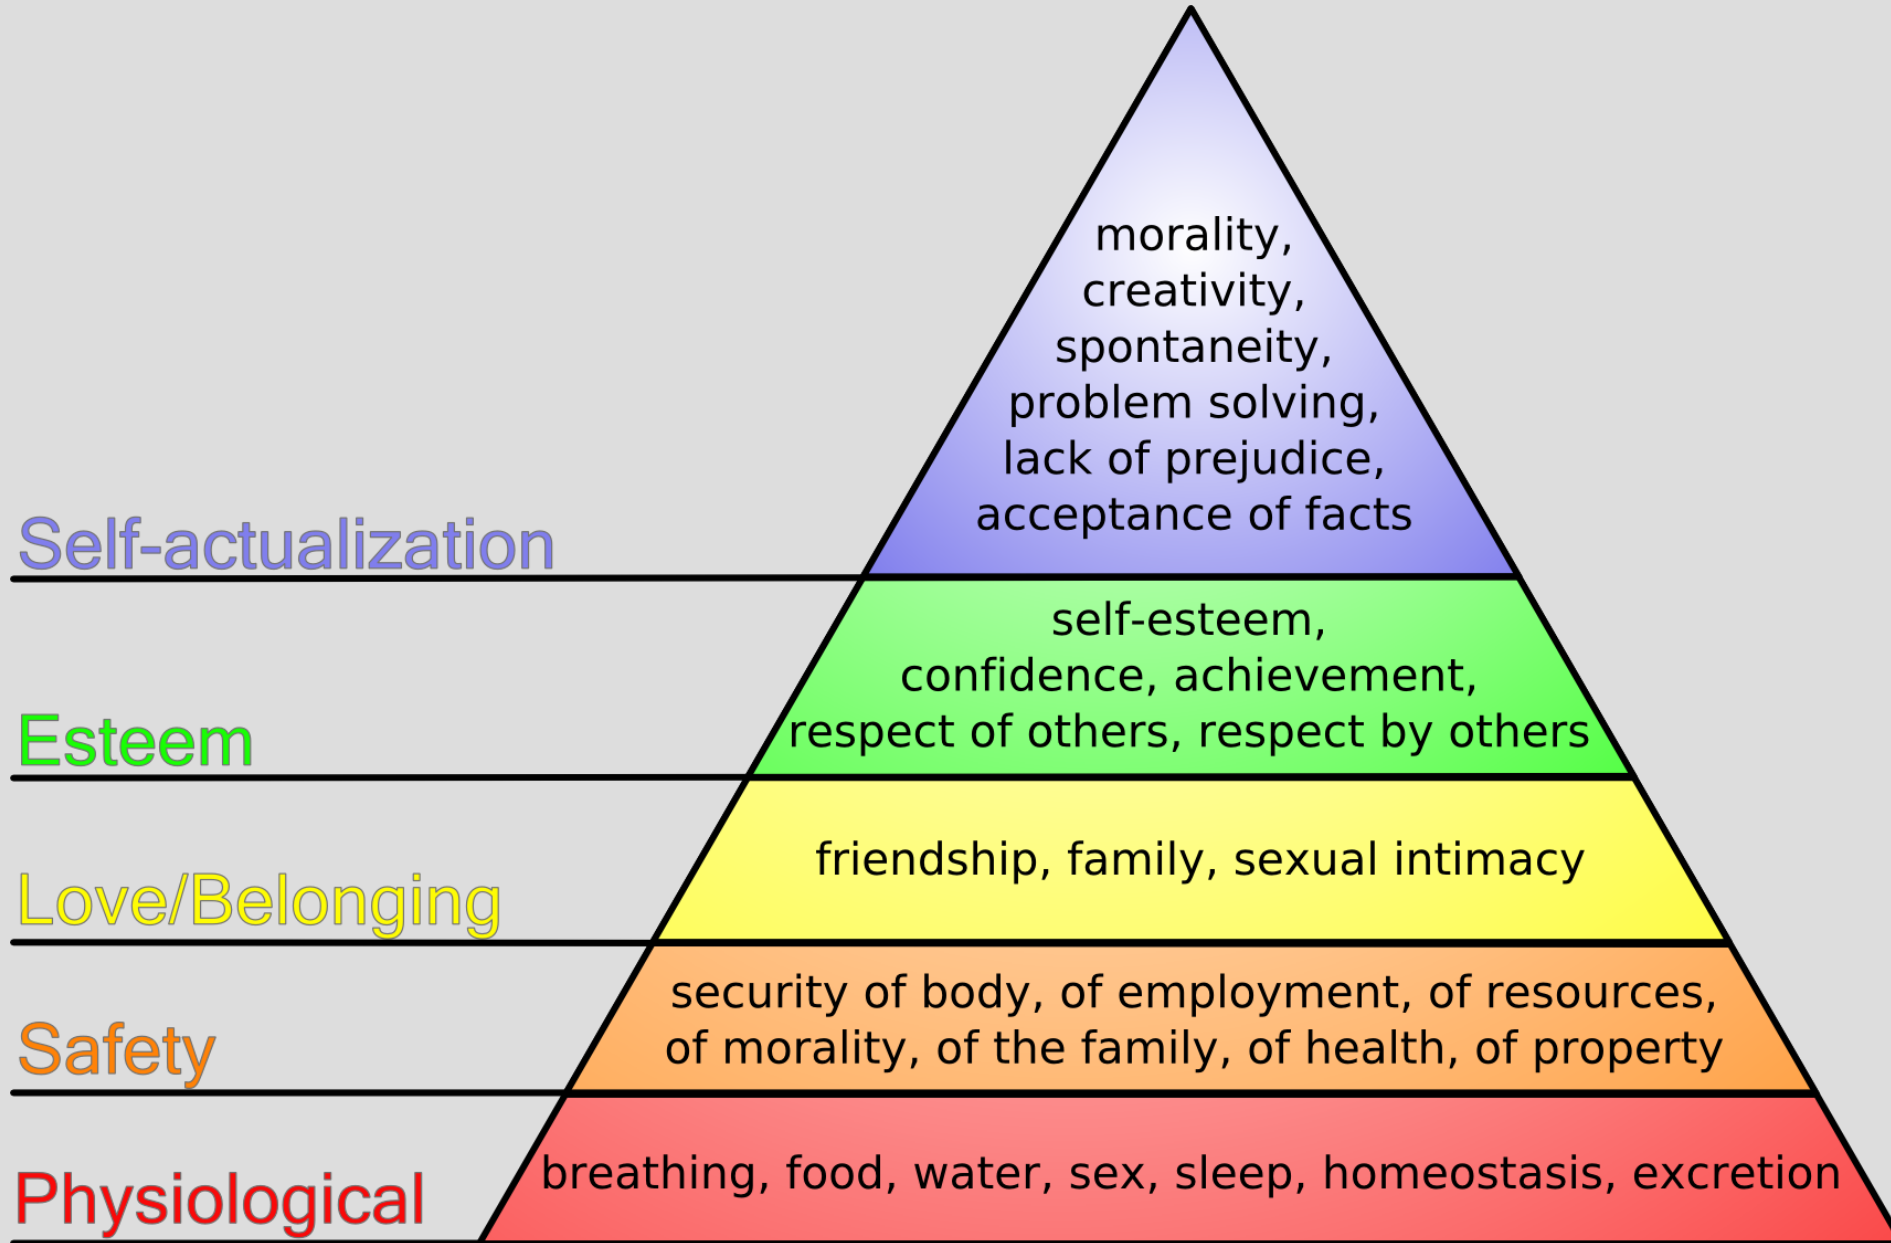 morality,
creativity,
spontaneity,
problem solving,
lack of prejudice,
acceptance of facts
Self-actualization
self-esteem,
confidence, achievement,
respect of others, respect by others
Esteem
friendship, family, sexual intimacy
Love/Belonging
security of body, of employment, of resources,
of morality, of the family, of health, of property
Safety
breathing, food, water, sex, sleep, homeostasis, excretion
Physiological